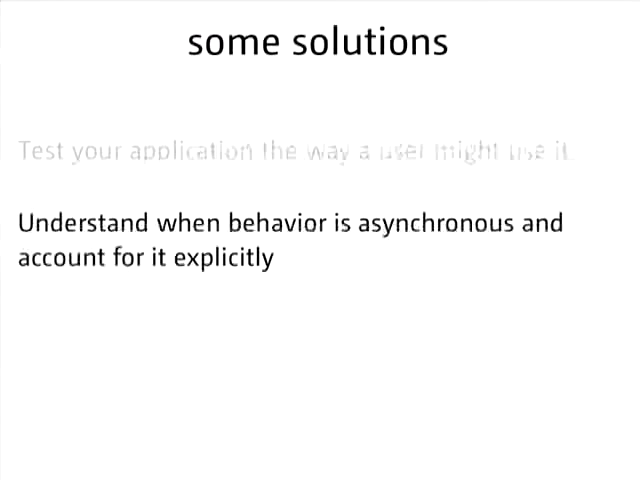 some solutions
Test your application the way a user might use it.
Understand when behavior is asynchronous and
account for it explicitly